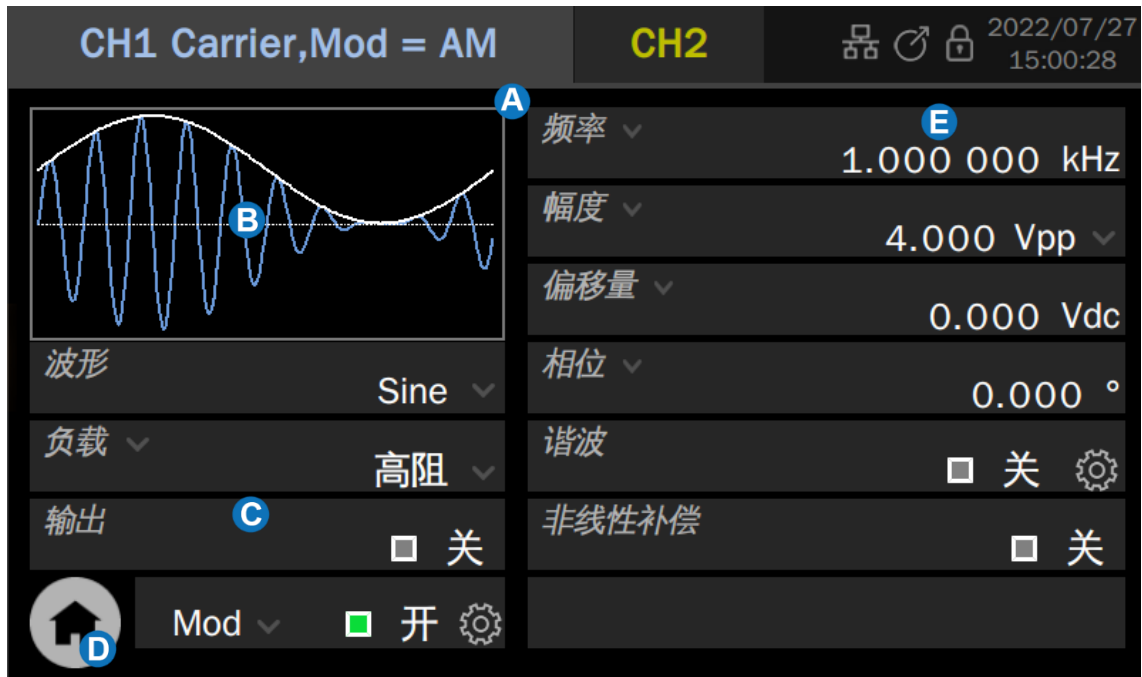 CH1 Carrier,Mod = AM
CH2
2022/07/27
15:00:28
A
B
波形
Sine
负载
高阻
输出
C
关
D
Mod
开
频率
E
1.000 000 kHz
幅度
4.000 Vpp
偏移量
0.000 Vdc
相位
0.000 °
谐波
关
非线性补偿
关